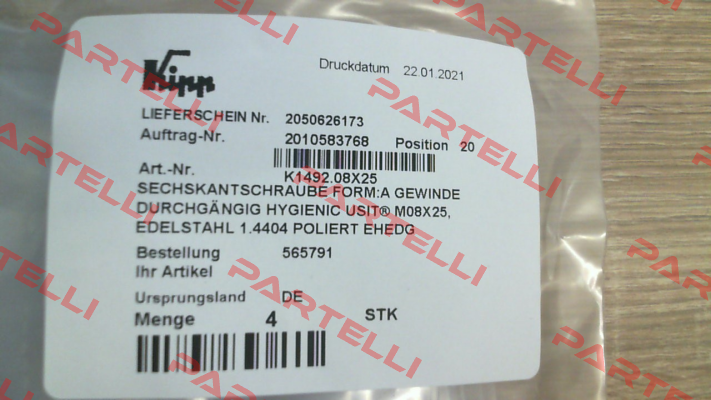 Kipp
Druckdatum 22.01.2021
LIEFERSCHEIN Nr. 2050626173
Auftrag-Nr. 2010583768 Position 20
Art.-Nr. K1492.08X25
SECHSKANTSCHRAUBE FORM:A GEWINDE
DURCHGÄNGIG HYGIENIC USIT® M08X25,
EDELSTAHL 1.4404 POLIERT EHEDG
Bestellung 565791
Ihr Artikel
Ursprungsland DE
Menge 4 STK
PARTELLI
PARTELLI
PARTELLI
PARTELLI
PARTELLI
PARTELLI
PARTELLI